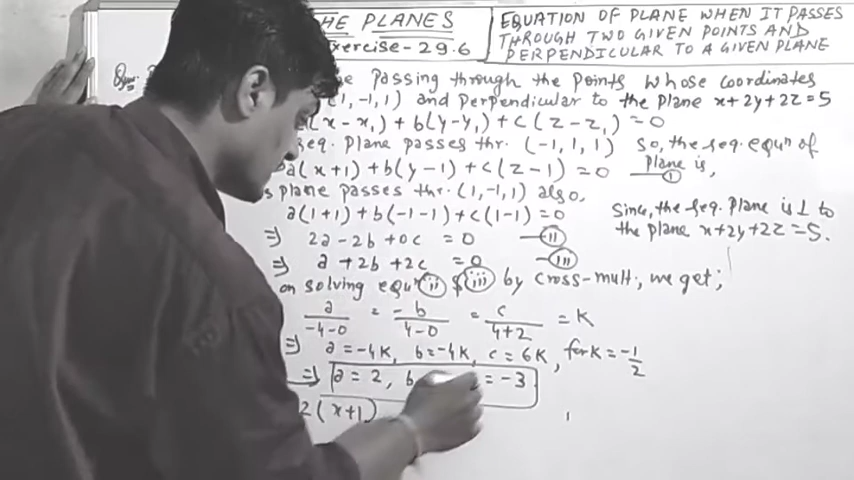 HE PLANES
xercise-29.6
EQUATION OF PLANE WHEN IT PASSES
THROUGH TWO GIVEN POINTS AND
PERPENDICULAR TO A GIVEN PLANE
Passing through the points whose coordinates
(1,-1,1) and perpendicular to the plane x+2y+2z=5
(x-x₁)+b(y-y₁)+c(z-z₁)=0
req. Plane passes thr. (-1,1,1) So, the req. equⁿ of
Plane is,
a(x+1)+b(y-1)+c(z-1)=0 —(i)
plane passes thr. (1,-1,1) also,
a(1+1)+b(-1-1)+c(1-1)=0
Since, the req. Plane is ⊥ to
the plane x+2y+2z=5.
⇒ 2a-2b+0c =0 —(ii)
⇒ a+2b+2c =0 —(iii)
on solving equⁿ (ii) & (iii) by cross-mult; we get;
a/-4-0 = -b/4-0 = c/4+2 = K
⇒ a=-4K, b=-4K, c=6K, for K=-1/2
⇒ a=2, b =-3
2(x+1)